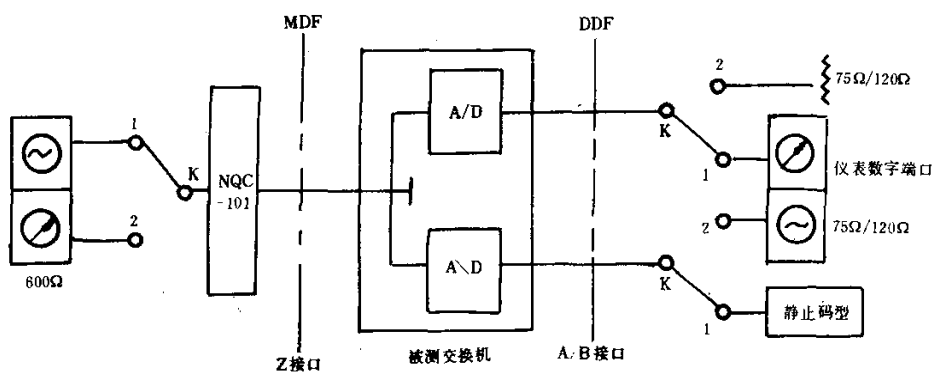 MDF
DDF
2
75Ω/120Ω
A/D
K
1
K
NQC
-101
1
仪表数字端口
2
2
75Ω/120Ω
600Ω
A\D
K
1
静止码型
Z接口
被测交换机
A/B接口